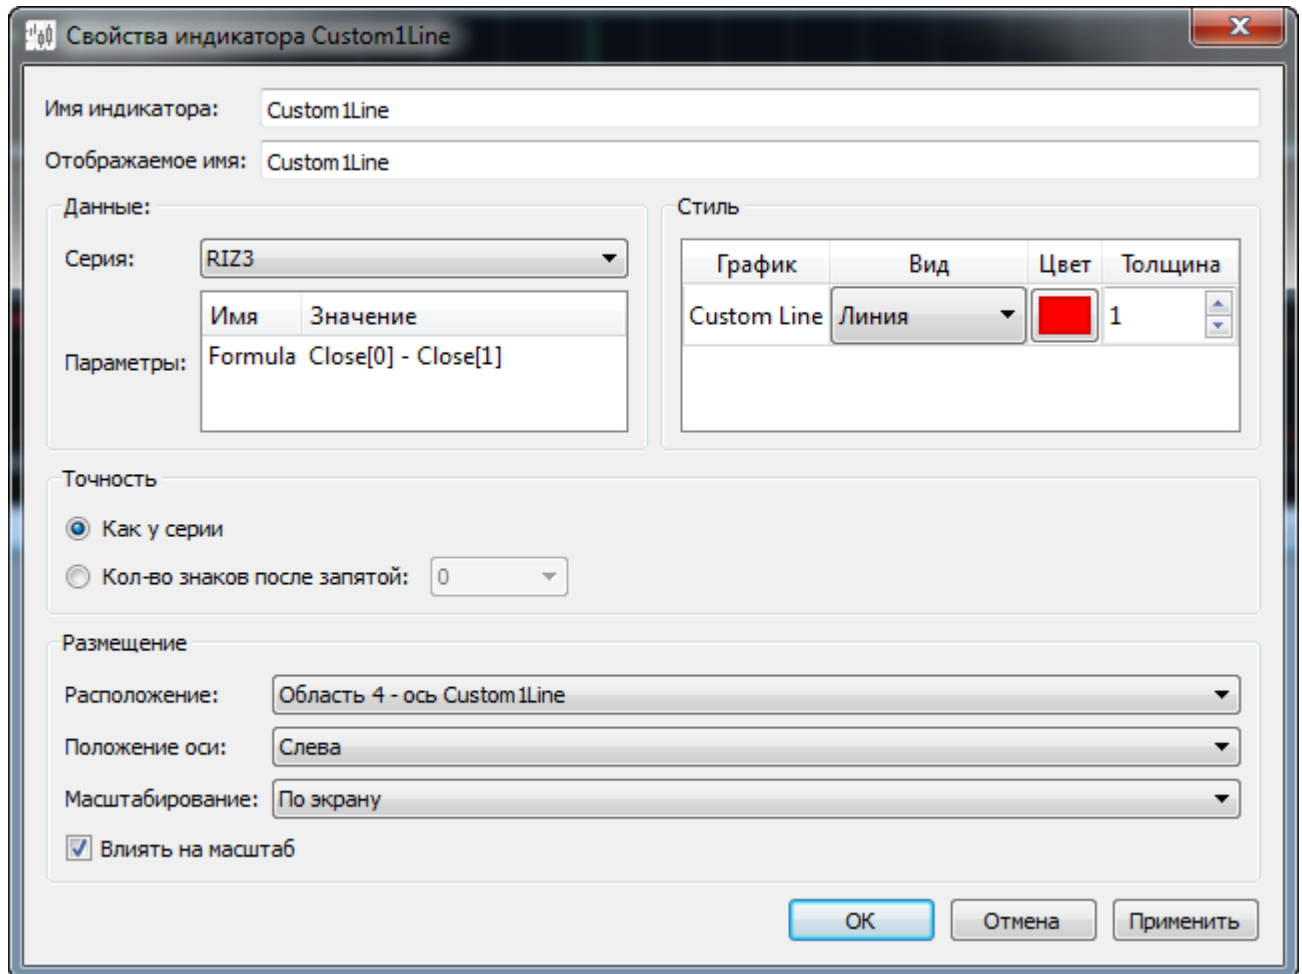 Свойства индикатора Custom1Line
Имя индикатора: Custom1Line
Отображаемое имя: Custom1Line
Данные:
Серия: RIZ3
Параметры:
Имя Значение
Formula Close[0] - Close[1]
Стиль
График Вид Цвет Толщина
Custom Line Линия 1
Точность
Как у серии
Кол-во знаков после запятой: 0
Размещение
Расположение: Область 4 - ось Custom1Line
Положение оси: Слева
Масштабирование: По экрану
Влиять на масштаб
OK Отмена Применить